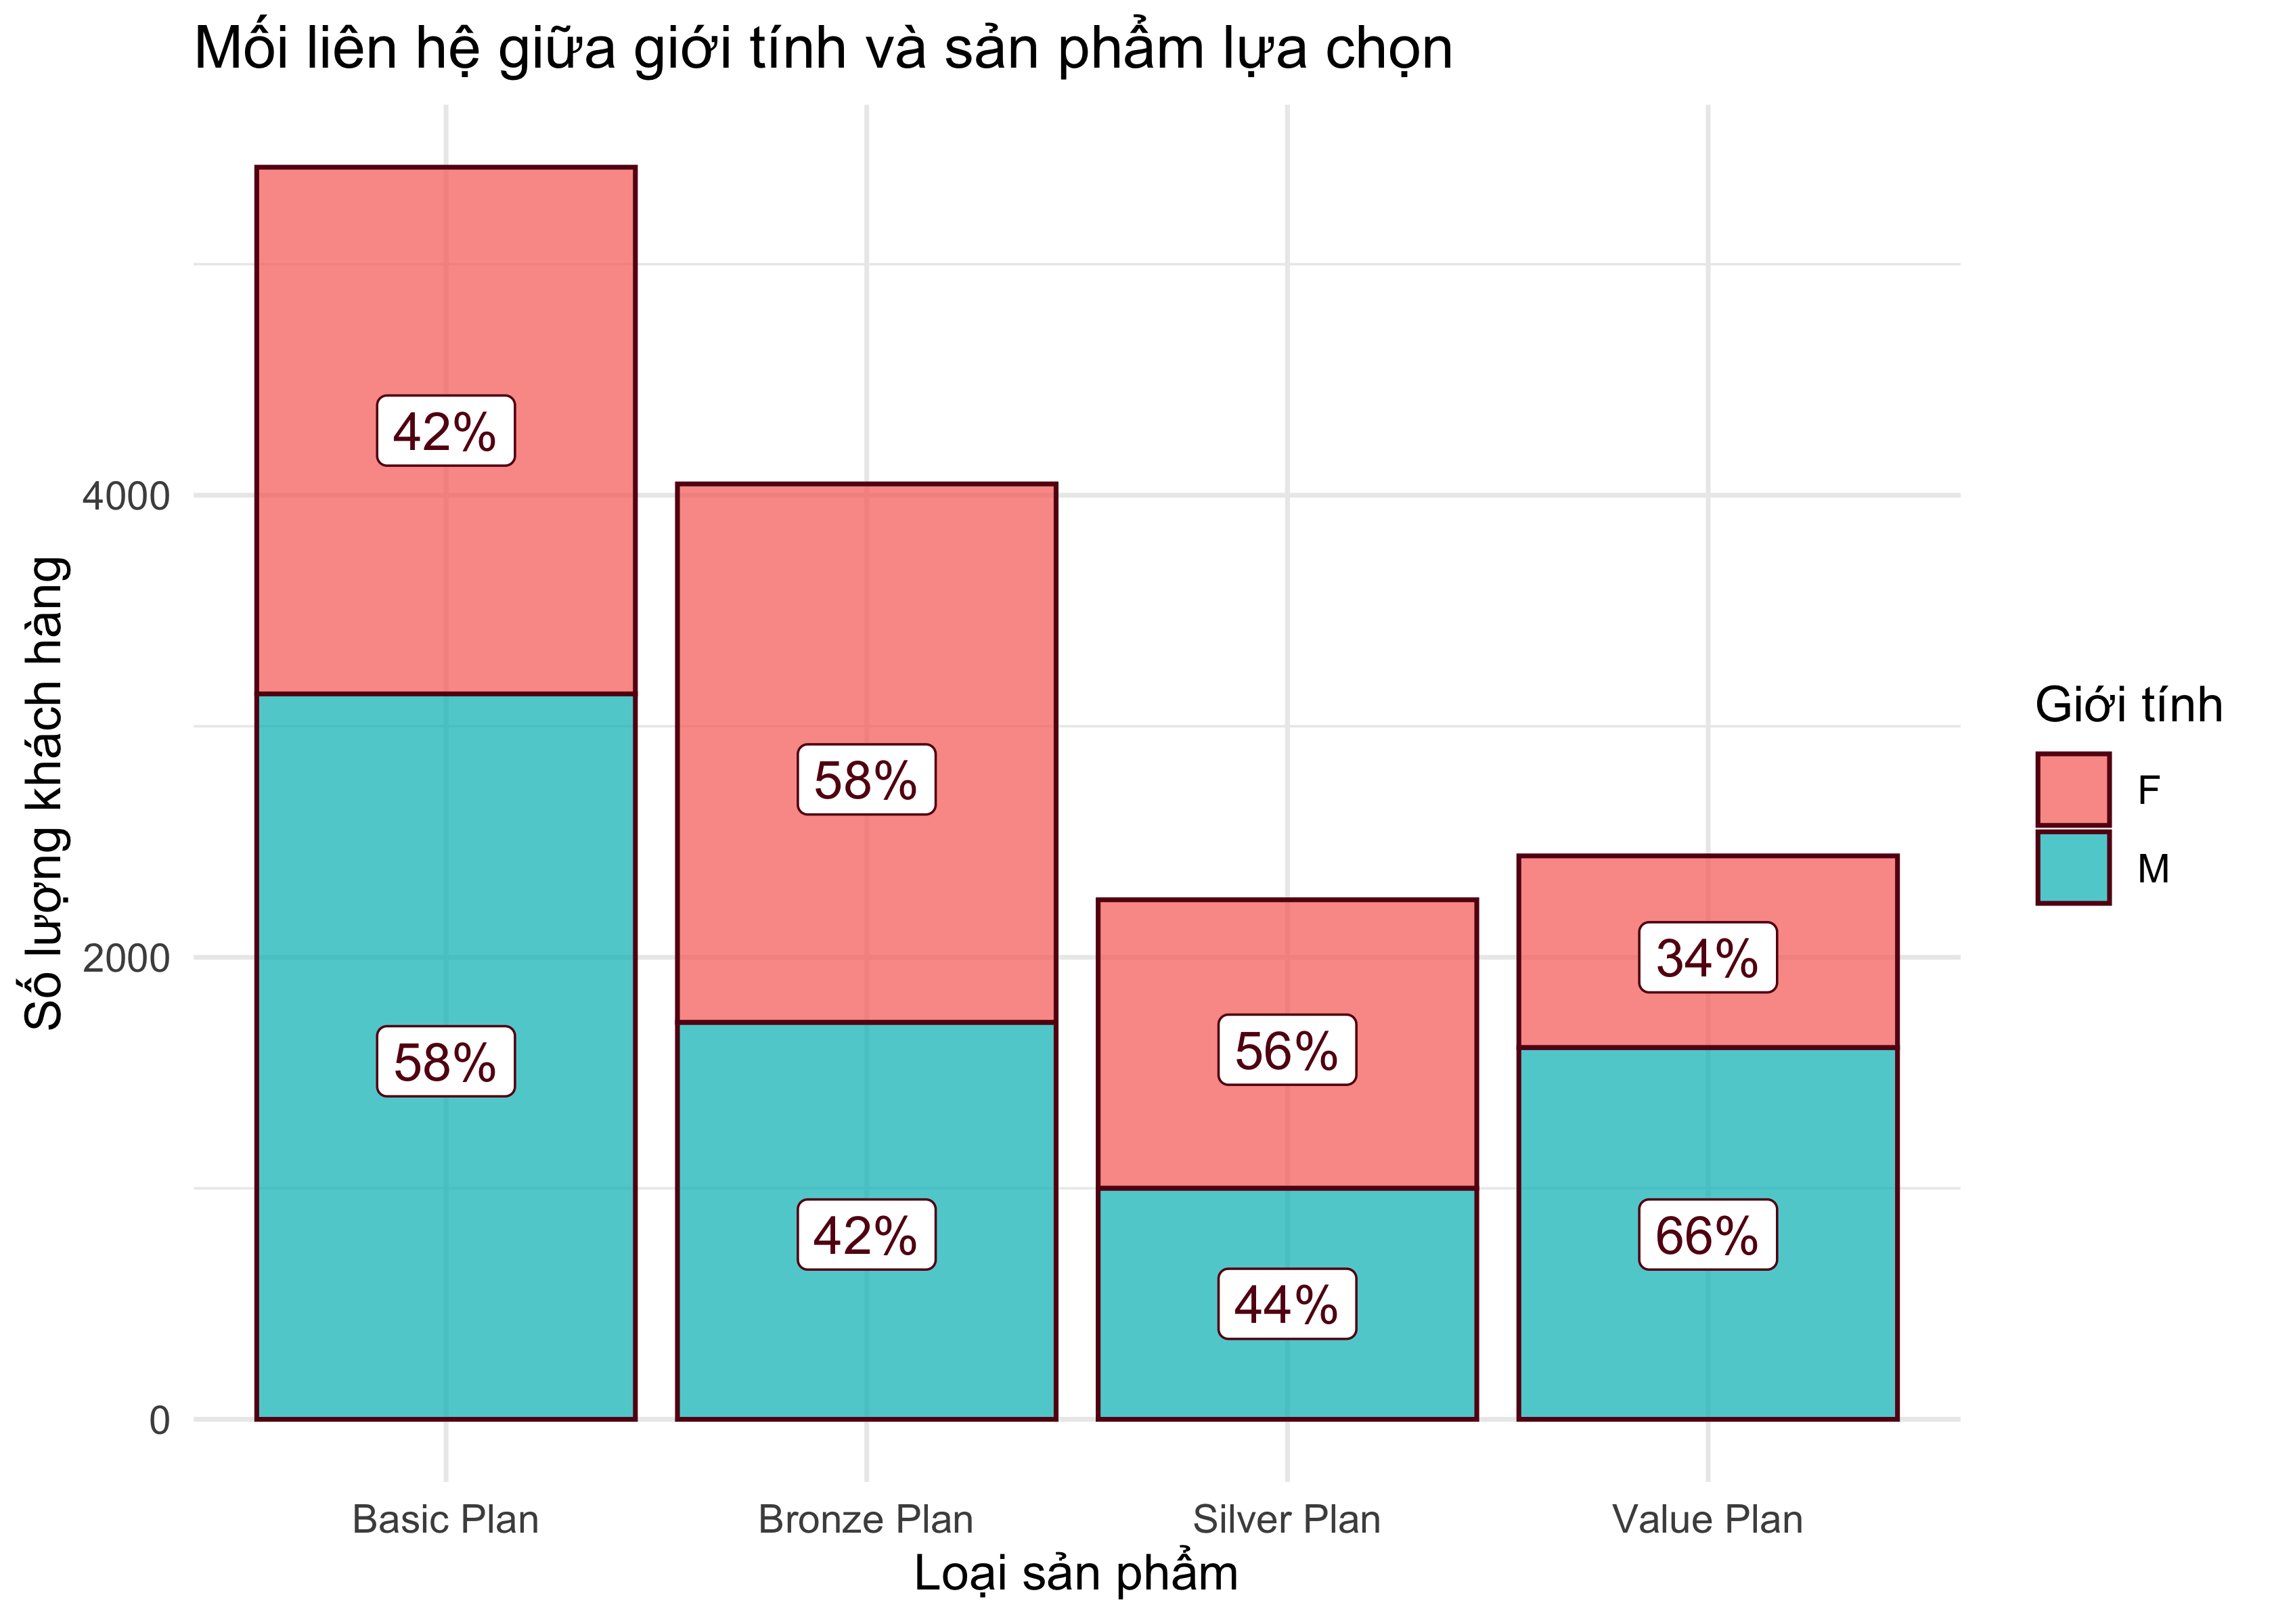 Mối liên hệ giữa giới tính và sản phẩm lựa chọn
Số lượng khách hàng
4000
2000
0
42%
58%
58%
42%
56%
44%
34%
66%
Basic Plan
Bronze Plan
Silver Plan
Value Plan
Loại sản phẩm
Giới tính
F
M